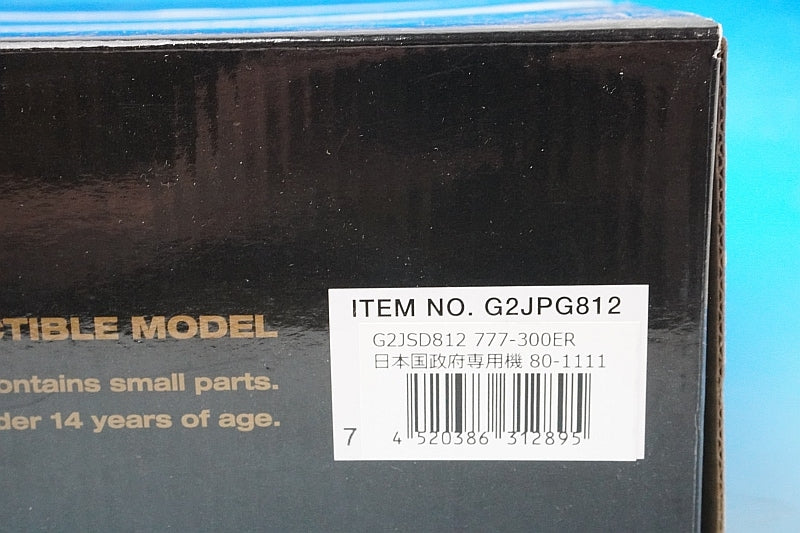 ITEM NO. G2JPG812
G2JSD812 777-300ER
日本国政府専用機 80-1111
7
4 520386 312895
TIBLE MODEL
ontains small parts.
der 14 years of age.